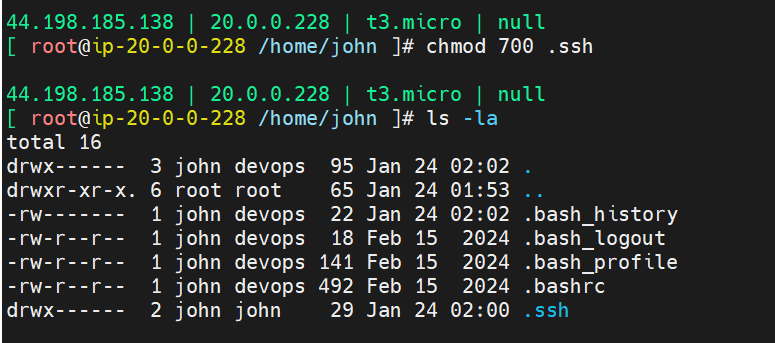 44.198.185.138 | 20.0.0.228 | t3.micro | null
[ root@ip-20-0-0-228 /home/john ]# chmod 700 .ssh
44.198.185.138 | 20.0.0.228 | t3.micro | null
[ root@ip-20-0-0-228 /home/john ]# ls -la
total 16
drwx------  3 john devops  95 Jan 24 02:02 .
drwxr-xr-x. 6 root root    65 Jan 24 01:53 ..
-rw-------  1 john devops  22 Jan 24 02:02 .bash_history
-rw-r--r--  1 john devops  18 Feb 15  2024 .bash_logout
-rw-r--r--  1 john devops 141 Feb 15  2024 .bash_profile
-rw-r--r--  1 john devops 492 Feb 15  2024 .bashrc
drwx------  2 john john    29 Jan 24 02:00 .ssh